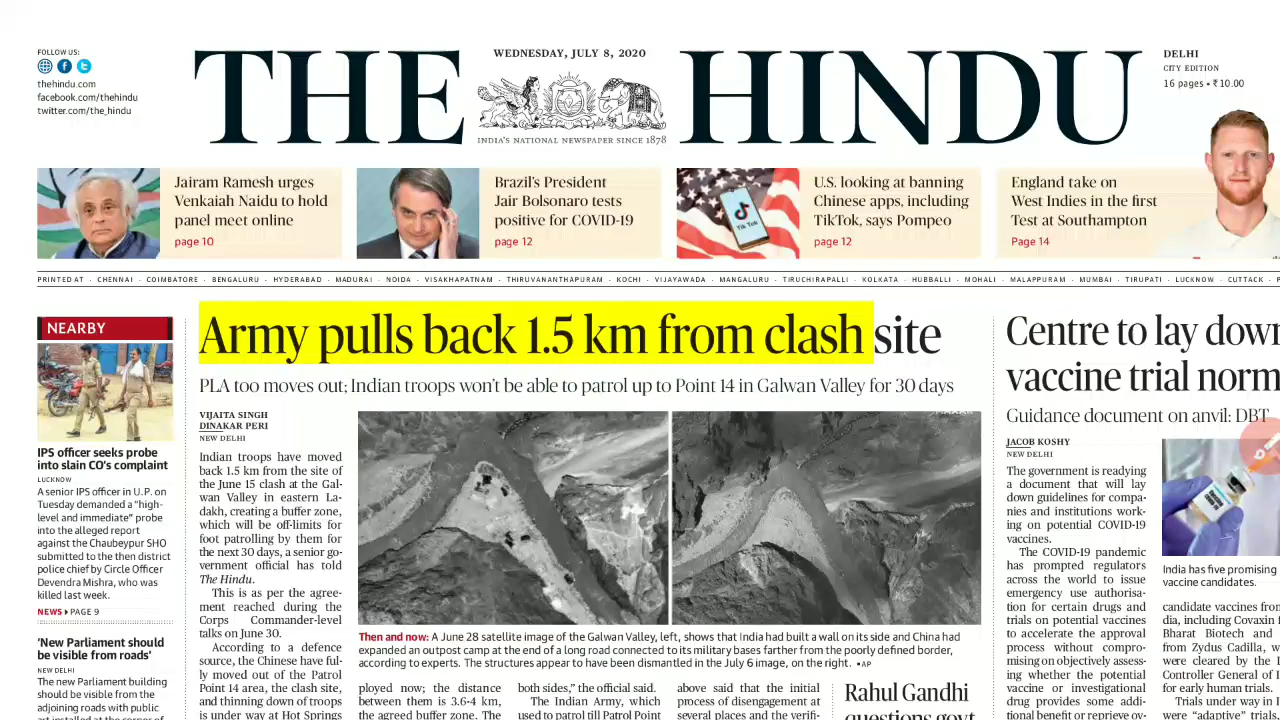 FOLLOW US:
thehindu.com
facebook.com/thehindu
twitter.com/the_hindu
THE HINDU
WEDNESDAY, JULY 8, 2020
INDIA'S NATIONAL NEWSPAPER SINCE 1878
DELHI
CITY EDITION
16 pages • ₹10.00
Jairam Ramesh urges
Venkaiah Naidu to hold
panel meet online
page 10
Brazil's President
Jair Bolsonaro tests
positive for COVID-19
page 12
Tik Tok
U.S. looking at banning
Chinese apps, including
TikTok, says Pompeo
page 12
England take on
West Indies in the first
Test at Southampton
Page 14
PRINTED AT · CHENNAI · COIMBATORE · BENGALURU · HYDERABAD · MADURAI · NOIDA · VISAKHAPATNAM · THIRUVANANTHAPURAM · KOCHI · VIJAYAWADA · MANGALURU · TIRUCHIRAPALLI · KOLKATA · HUBBALLI · MOHALI · MALAPPURAM · MUMBAI · TIRUPATI · LUCKNOW · CUTTACK · P
NEARBY
IPS officer seeks probe
into slain CO's complaint
LUCKNOW
A senior IPS officer in U.P. on
Tuesday demanded a "high-
level and immediate" probe
into the alleged report
against the Chaubeypur SHO
submitted to the then district
police chief by Circle Officer
Devendra Mishra, who was
killed last week.
NEWS PAGE 9
'New Parliament should
be visible from roads'
NEW DELHI
The new Parliament building
should be visible from the
adjoining roads with public
art installed at the corner of
Army pulls back 1.5 km from clash site
PLA too moves out; Indian troops won't be able to patrol up to Point 14 in Galwan Valley for 30 days
VIJAITA SINGH
DINAKAR PERI
NEW DELHI
Indian troops have moved
back 1.5 km from the site of
the June 15 clash at the Gal-
wan Valley in eastern La-
dakh, creating a buffer zone,
which will be off-limits for
foot patrolling by them for
the next 30 days, a senior go-
vernment official has told
The Hindu.
This is as per the agree-
ment reached during the
Corps Commander-level
talks on June 30.
According to a defence
source, the Chinese have ful-
ly moved out of the Patrol
Point 14 area, the clash site,
and thinning down of troops
is under way at Hot Springs
Then and now: A June 28 satellite image of the Galwan Valley, left, shows that India had built a wall on its side and China had
expanded an outpost camp at the end of a long road connected to its military bases farther from the poorly defined border,
according to experts. The structures appear to have been dismantled in the July 6 image, on the right. ▪AP
ployed now; the distance
between them is 3.6-4 km,
the agreed buffer zone. The
both sides," the official said.
The Indian Army, which
used to patrol till Patrol Point
above said that the initial
process of disengagement at
several places and the verifi-
Rahul Gandhi
questions govt
Centre to lay down
vaccine trial norm
Guidance document on anvil: DBT
JACOB KOSHY
NEW DELHI
The government is readying
a document that will lay
down guidelines for compa-
nies and institutions work-
ing on potential COVID-19
vaccines.
The COVID-19 pandemic
has prompted regulators
across the world to issue
emergency use authorisa-
tion for certain drugs and
trials on potential vaccines
to accelerate the approval
process without compro-
mising on objectively assess-
ing whether the potential
vaccine or investigational
drug provides some addi-
tional benefit or retrieve ov-
India has five promising
vaccine candidates.
candidate vaccines from
dia, including Covaxin f
Bharat Biotech and
from Zydus Cadilla, w
were cleared by the I
Controller General of I
for early human trials.
Trials under way in I
were "adaptive" trial